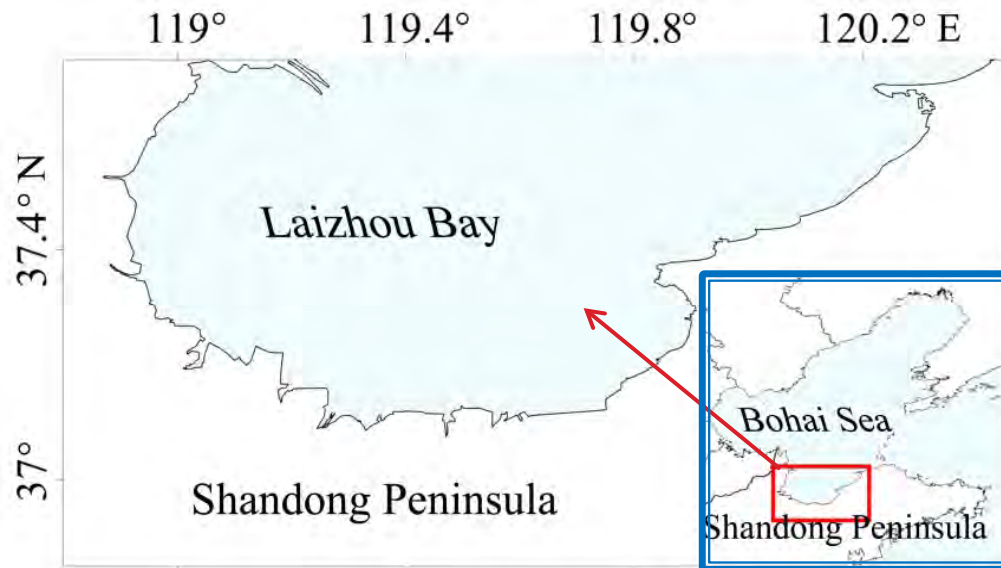 119° 119.4° 119.8° 120.2° E
37.4° N
Laizhou Bay
37°
Shandong Peninsula
Bohai Sea
Shandong Peninsula